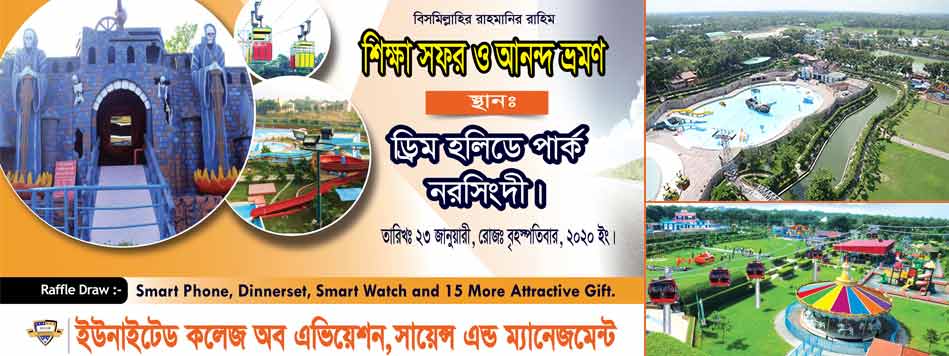 বিসমিল্লাহির রাহমানির রাহিম
শিক্ষা সফর ও আনন্দ ভ্রমণ
স্থানঃ
ড্রিম হলিডে পার্ক
নরসিংদী।
তারিখঃ ২৩ জানুয়ারী, রোজঃ বৃহস্পতিবার, ২০২০ ইং।
Raffle Draw :- Smart Phone, Dinnerset, Smart Watch and 15 More Attractive Gift.
ইউনাইটেড কলেজ অব এভিয়েশন, সায়েন্স এন্ড ম্যানেজমেন্ট